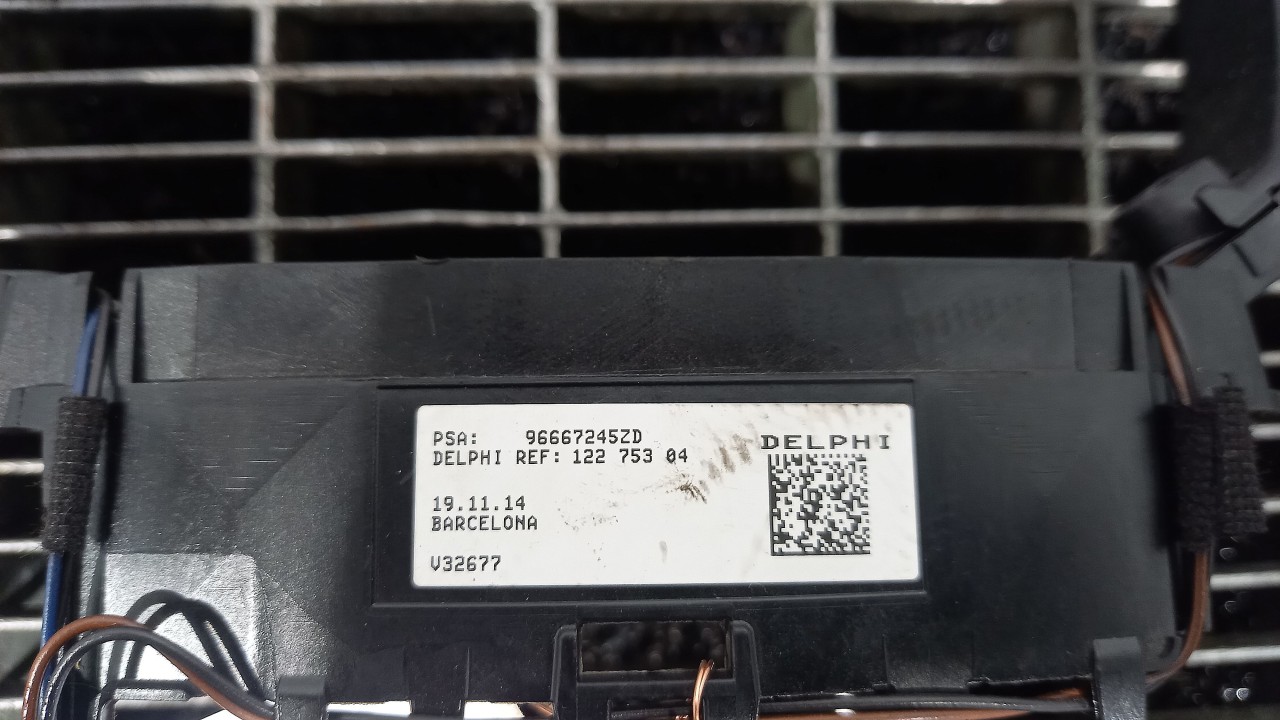 PSA: 96667245ZD
DELPHI REF: 122 753 04
DELPHI
19.11.14
BARCELONA
V32677